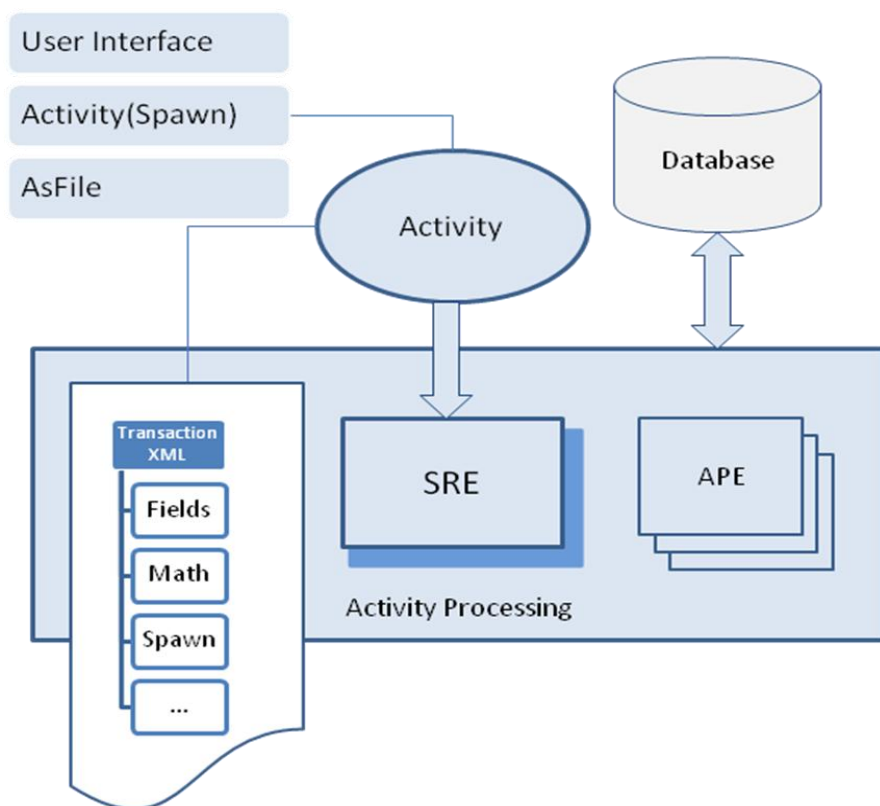 User Interface
Activity(Spawn)
AsFile
Database
Activity
Transaction
XML
Fields
Math
Spawn
...
SRE
APE
Activity Processing